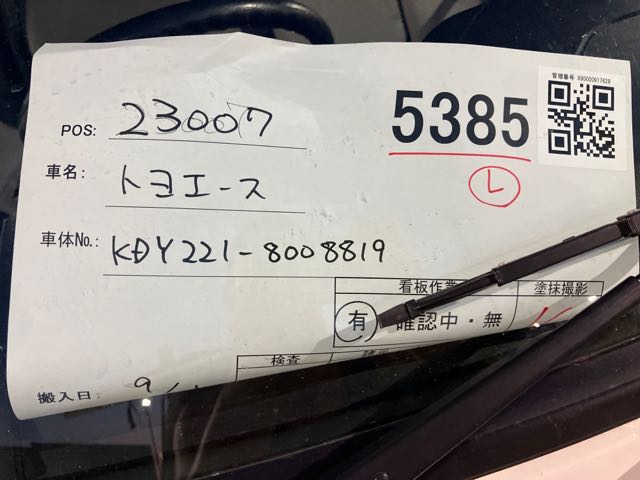 管理番号 990000917628
POS: 23007
5385
車名: トヨエース
L
車体No.: KDY221-8008819
看板作業 塗抹撮影
有 確認中・無
検査
搬入日: 9/